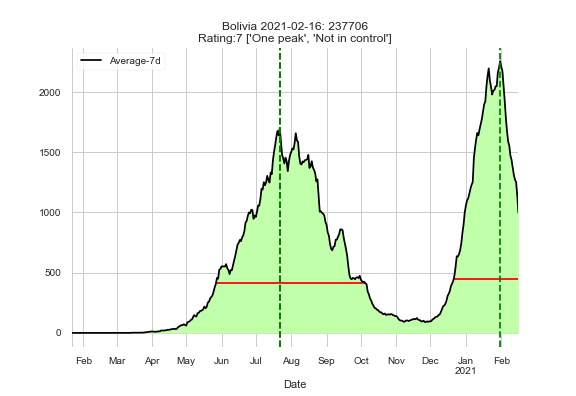 Bolivia 2021-02-16: 237706
Rating:7 ['One peak', 'Not in control']
Average-7d
2000
1500
1000
500
0
Feb Mar Apr May Jun Jul Aug Sep Oct Nov Dec Jan Feb
2021
Date